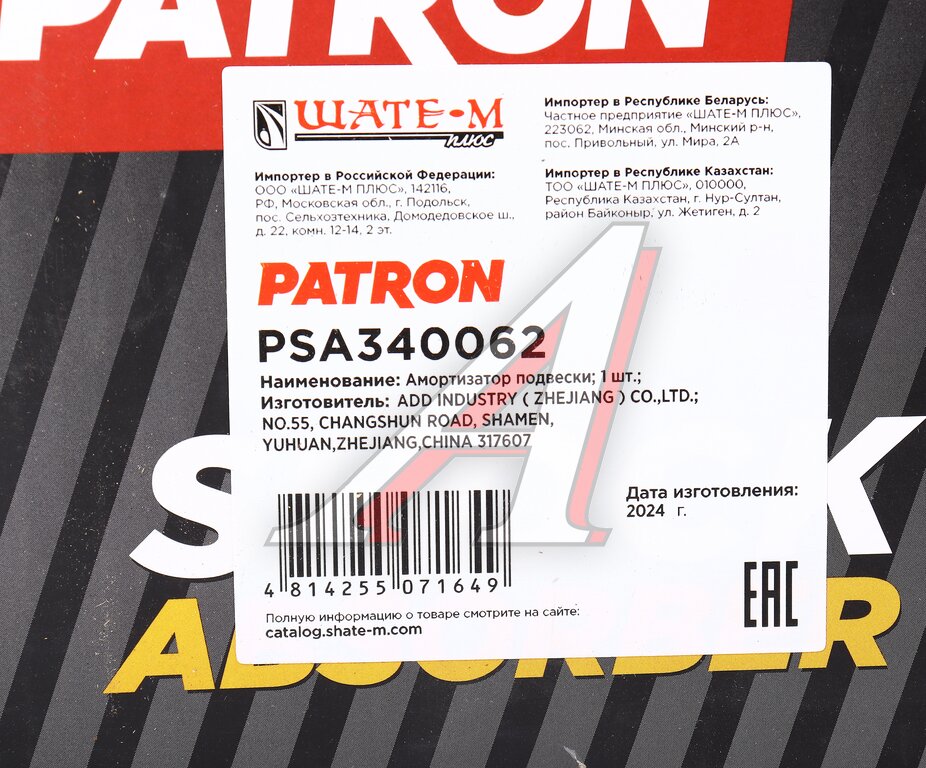 PATRON
ШАТЕ-М
плюс
Импортер в Российской Федерации:
ООО «ШАТЕ-М ПЛЮС», 142116,
РФ, Московская обл., г. Подольск,
пос. Сельхозтехника, Домодедовское ш.,
д. 22, комн. 12-14, 2 эт.
Импортер в Республике Беларусь:
Частное предприятие «ШАТЕ-М ПЛЮС»,
223062, Минская обл., Минский р-н,
пос. Привольный, ул. Мира, 2А
Импортер в Республике Казахстан:
ТОО «ШАТЕ-М ПЛЮС», 010000,
Республика Казахстан, г. Нур-Султан,
район Байконыр, ул. Жетиген, д. 2
PATRON
PSA340062
Наименование: Амортизатор подвески; 1 шт.;
Изготовитель: ADD INDUSTRY ( ZHEJIANG ) CO.,LTD.;
NO.55, CHANGSHUN ROAD, SHAMEN,
YUHUAN,ZHEJIANG,CHINA 317607
Дата изготовления:
2024 г.
4 814255 071649
EAC
Полную информацию о товаре смотрите на сайте:
catalog.shate-m.com
ABSORBER